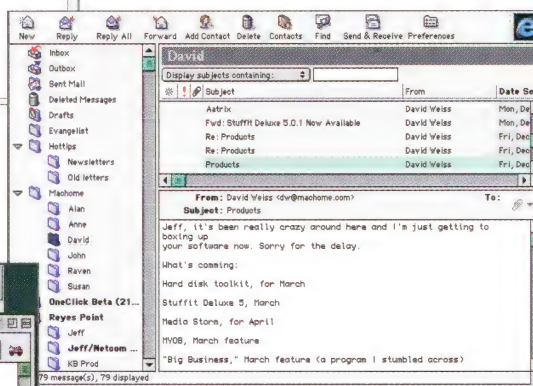 New Reply Reply All Forward Add Contact Delete Contacts Find Send & Receive Preferences
Inbox
Outbox
Sent Mail
Deleted Messages
Drafts
Evangelist
Hottips
Newsletters
Old letters
Machome
Alan
Anne
David
John
Raven
Susan
OneClick Beta (21...
Reyes Point
Jeff
Jeff/Netcom ...
KB Prod
79 message(s), 79 displayed
David
Display subjects containing:
Subject From Date Se
Aatrix David Weiss Mon, De
Fwd: StuffIt Deluxe 5.0.1 Now Available David Weiss Mon, De
Re: Products David Weiss Fri, Dec
Re: Products David Weiss Fri, Dec
Products David Weiss Fri, Dec
From: David Weiss <dw@machome.com> To:
Subject: Products
Jeff, it's been really crazy around here and I'm just getting to
boxing up
your software now. Sorry for the delay.
What's comming:
Hard disk toolkit, for March
Stuffit Deluxe 5, March
Media Storm, for April
MYOB, March feature
"Big Business," March feature (a program I stumbled across)